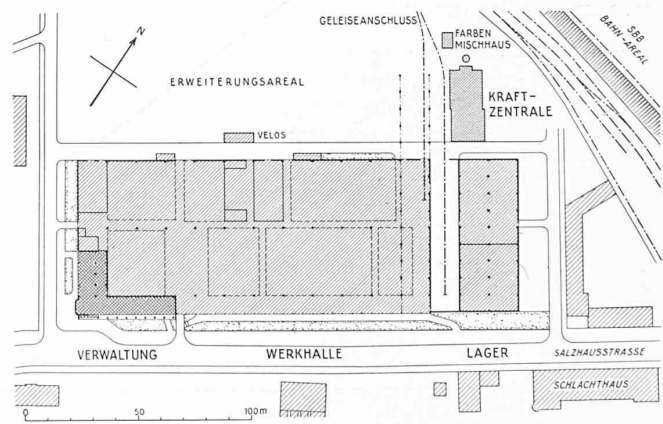 GELEISEANSCHLUSS
FARBEN
MISCHHAUS
SBB
BAHN-AREAL
N
ERWEITERUNGSAREAL
KRAFT-
ZENTRALE
VELOS
VERWALTUNG
WERKHALLE
LAGER
SALZHAUSSTRASSE
SCHLACHTHAUS
0 50 100m